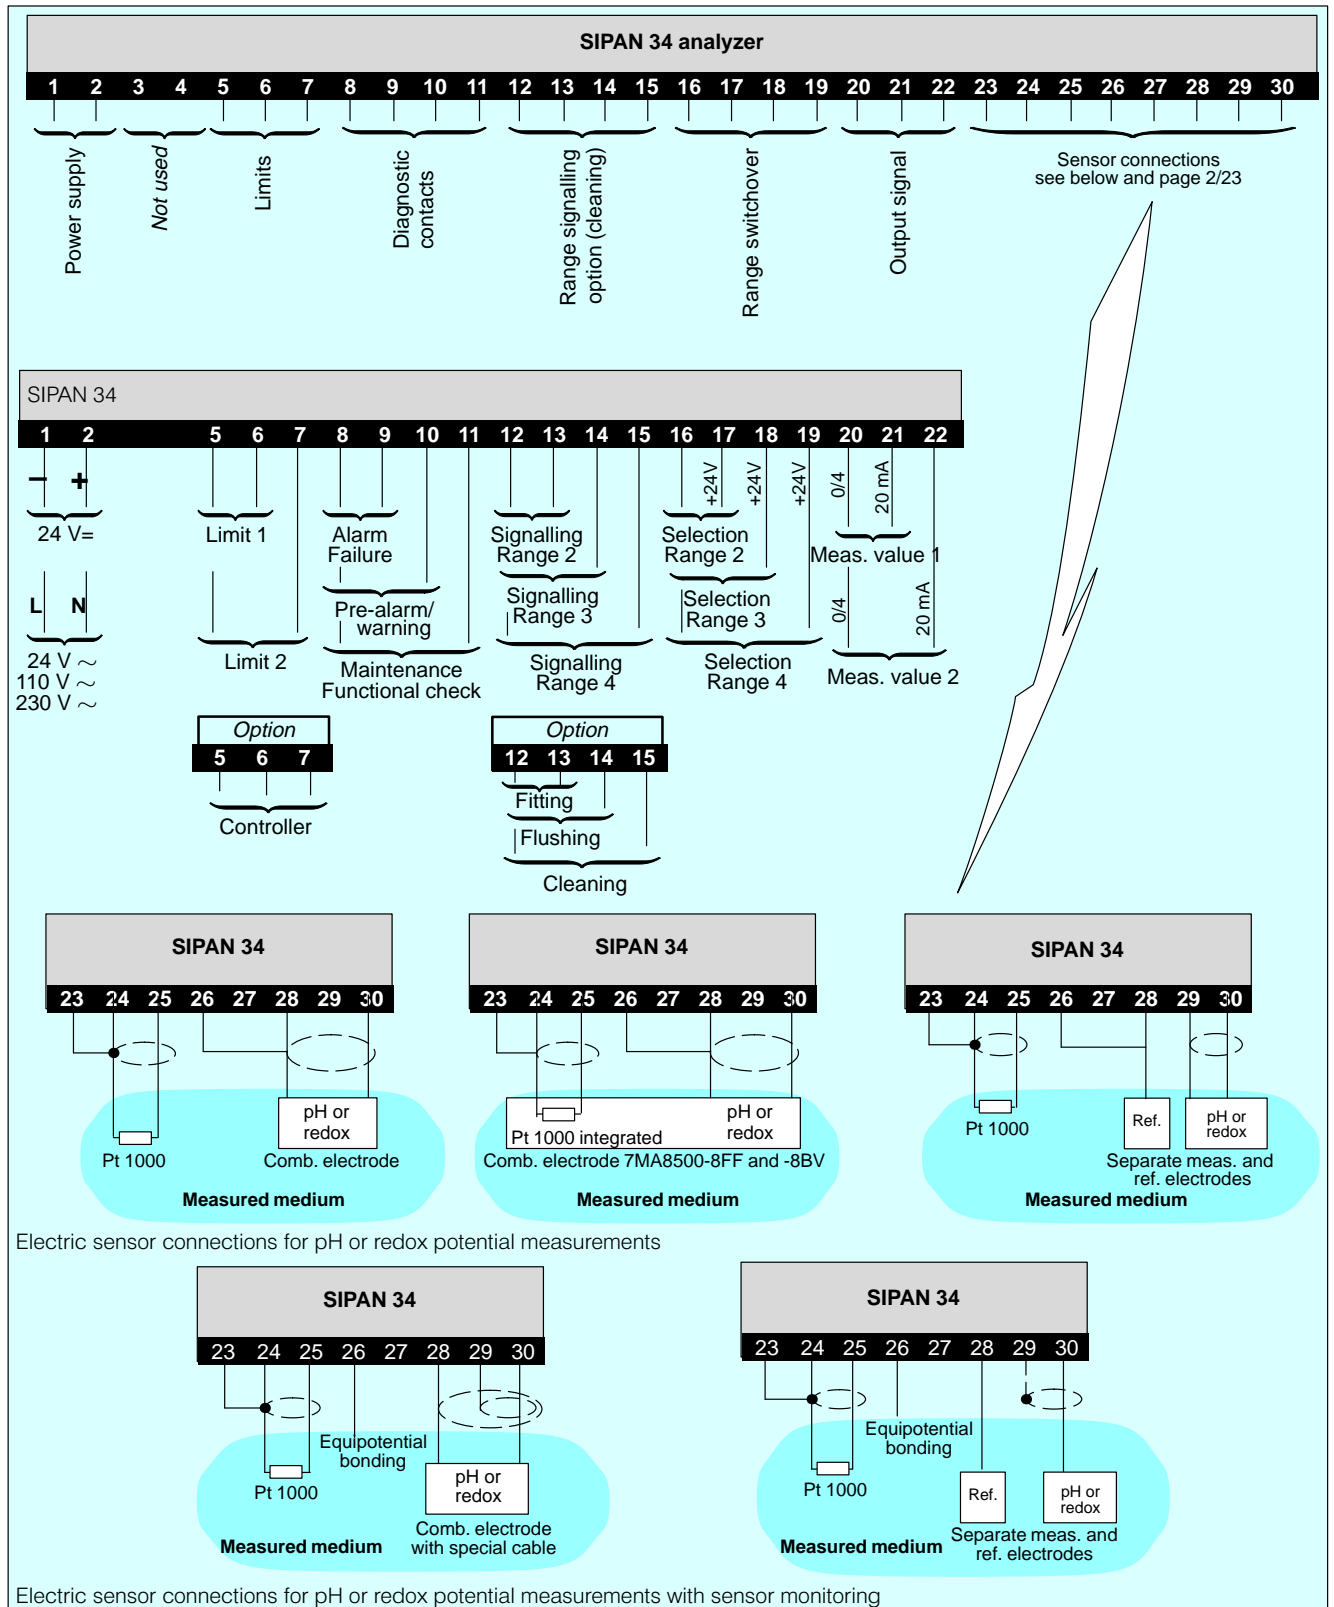 SIPAN 34 analyzer
1 2 3 4 5 6 7 8 9 10 11 12 13 14 15 16 17 18 19 20 21 22 23 24 25 26 27 28 29 30
Power supply
Not used
Limits
Diagnostic
contacts
Range signalling
option (cleaning)
Range switchover
Output signal
Sensor connections
see below and page 2/23
SIPAN 34
1 2 5 6 7 8 9 10 11 12 13 14 15 16 17 18 19 20 21 22
– +
+24V +24V +24V 0/4 20 mA
24 V=
Limit 1
Alarm
Failure
Signalling
Range 2
Selection
Range 2
Meas. value 1
L N
Pre-alarm/
warning
Signalling
Range 3
Selection
Range 3
0/4 20 mA
24 V ~
110 V ~
230 V ~
Limit 2
Maintenance
Functional check
Signalling
Range 4
Selection
Range 4
Meas. value 2
Option
5 6 7
Controller
Option
12 13 14 15
Fitting
Flushing
Cleaning
SIPAN 34
23 24 25 26 27 28 29 30
pH or
redox
Pt 1000
Comb. electrode
Measured medium
SIPAN 34
23 24 25 26 27 28 29 30
pH or
redox
Pt 1000 integrated
Comb. electrode 7MA8500-8FF and -8BV
Measured medium
SIPAN 34
23 24 25 26 27 28 29 30
Ref.
pH or
redox
Pt 1000
Separate meas. and
ref. electrodes
Measured medium
Electric sensor connections for pH or redox potential measurements
SIPAN 34
23 24 25 26 27 28 29 30
Equipotential
bonding
pH or
redox
Pt 1000
Comb. electrode
with special cable
Measured medium
SIPAN 34
23 24 25 26 27 28 29 30
Equipotential
bonding
Pt 1000
Ref.
pH or
redox
Separate meas. and
ref. electrodes
Measured medium
Electric sensor connections for pH or redox potential measurements with sensor monitoring